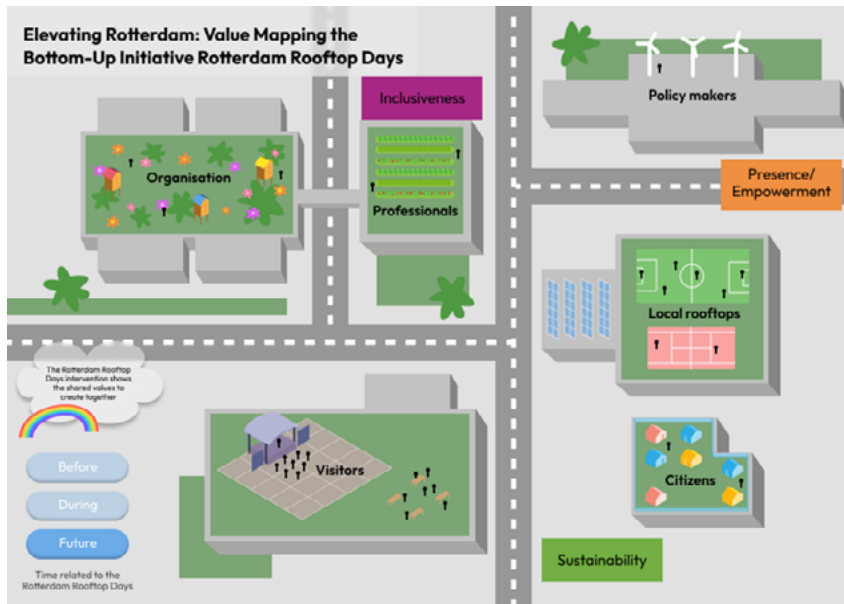 Elevating Rotterdam: Value Mapping the
Bottom-Up Initiative Rotterdam Rooftop Days
Policy makers
Inclusiveness
Organisation
Professionals
Presence/
Empowerment
Local rooftops
The Rotterdam Rooftop
Days intervention shows
the shared values to
create together
Before
During
Future
Time related to the
Rotterdam Rooftop Days
Visitors
Citizens
Sustainability